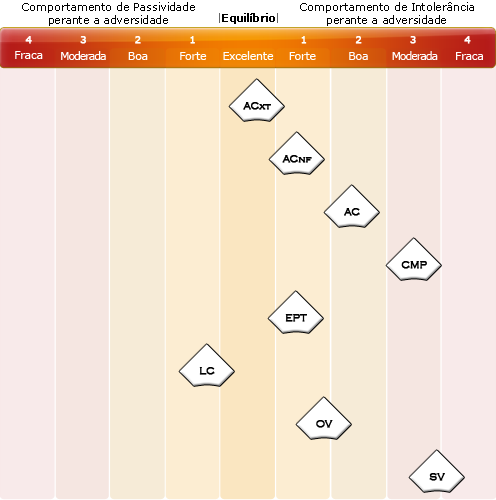 Comportamento de Passividade
perante a adversidade
|Equilíbrio|
Comportamento de Intolerância
perante a adversidade
4 3 2 1 1 2 3 4
Fraca Moderada Boa Forte Excelente Forte Boa Moderada Fraca
ACXT
ACNF
AC
CMP
EPT
LC
OV
SV